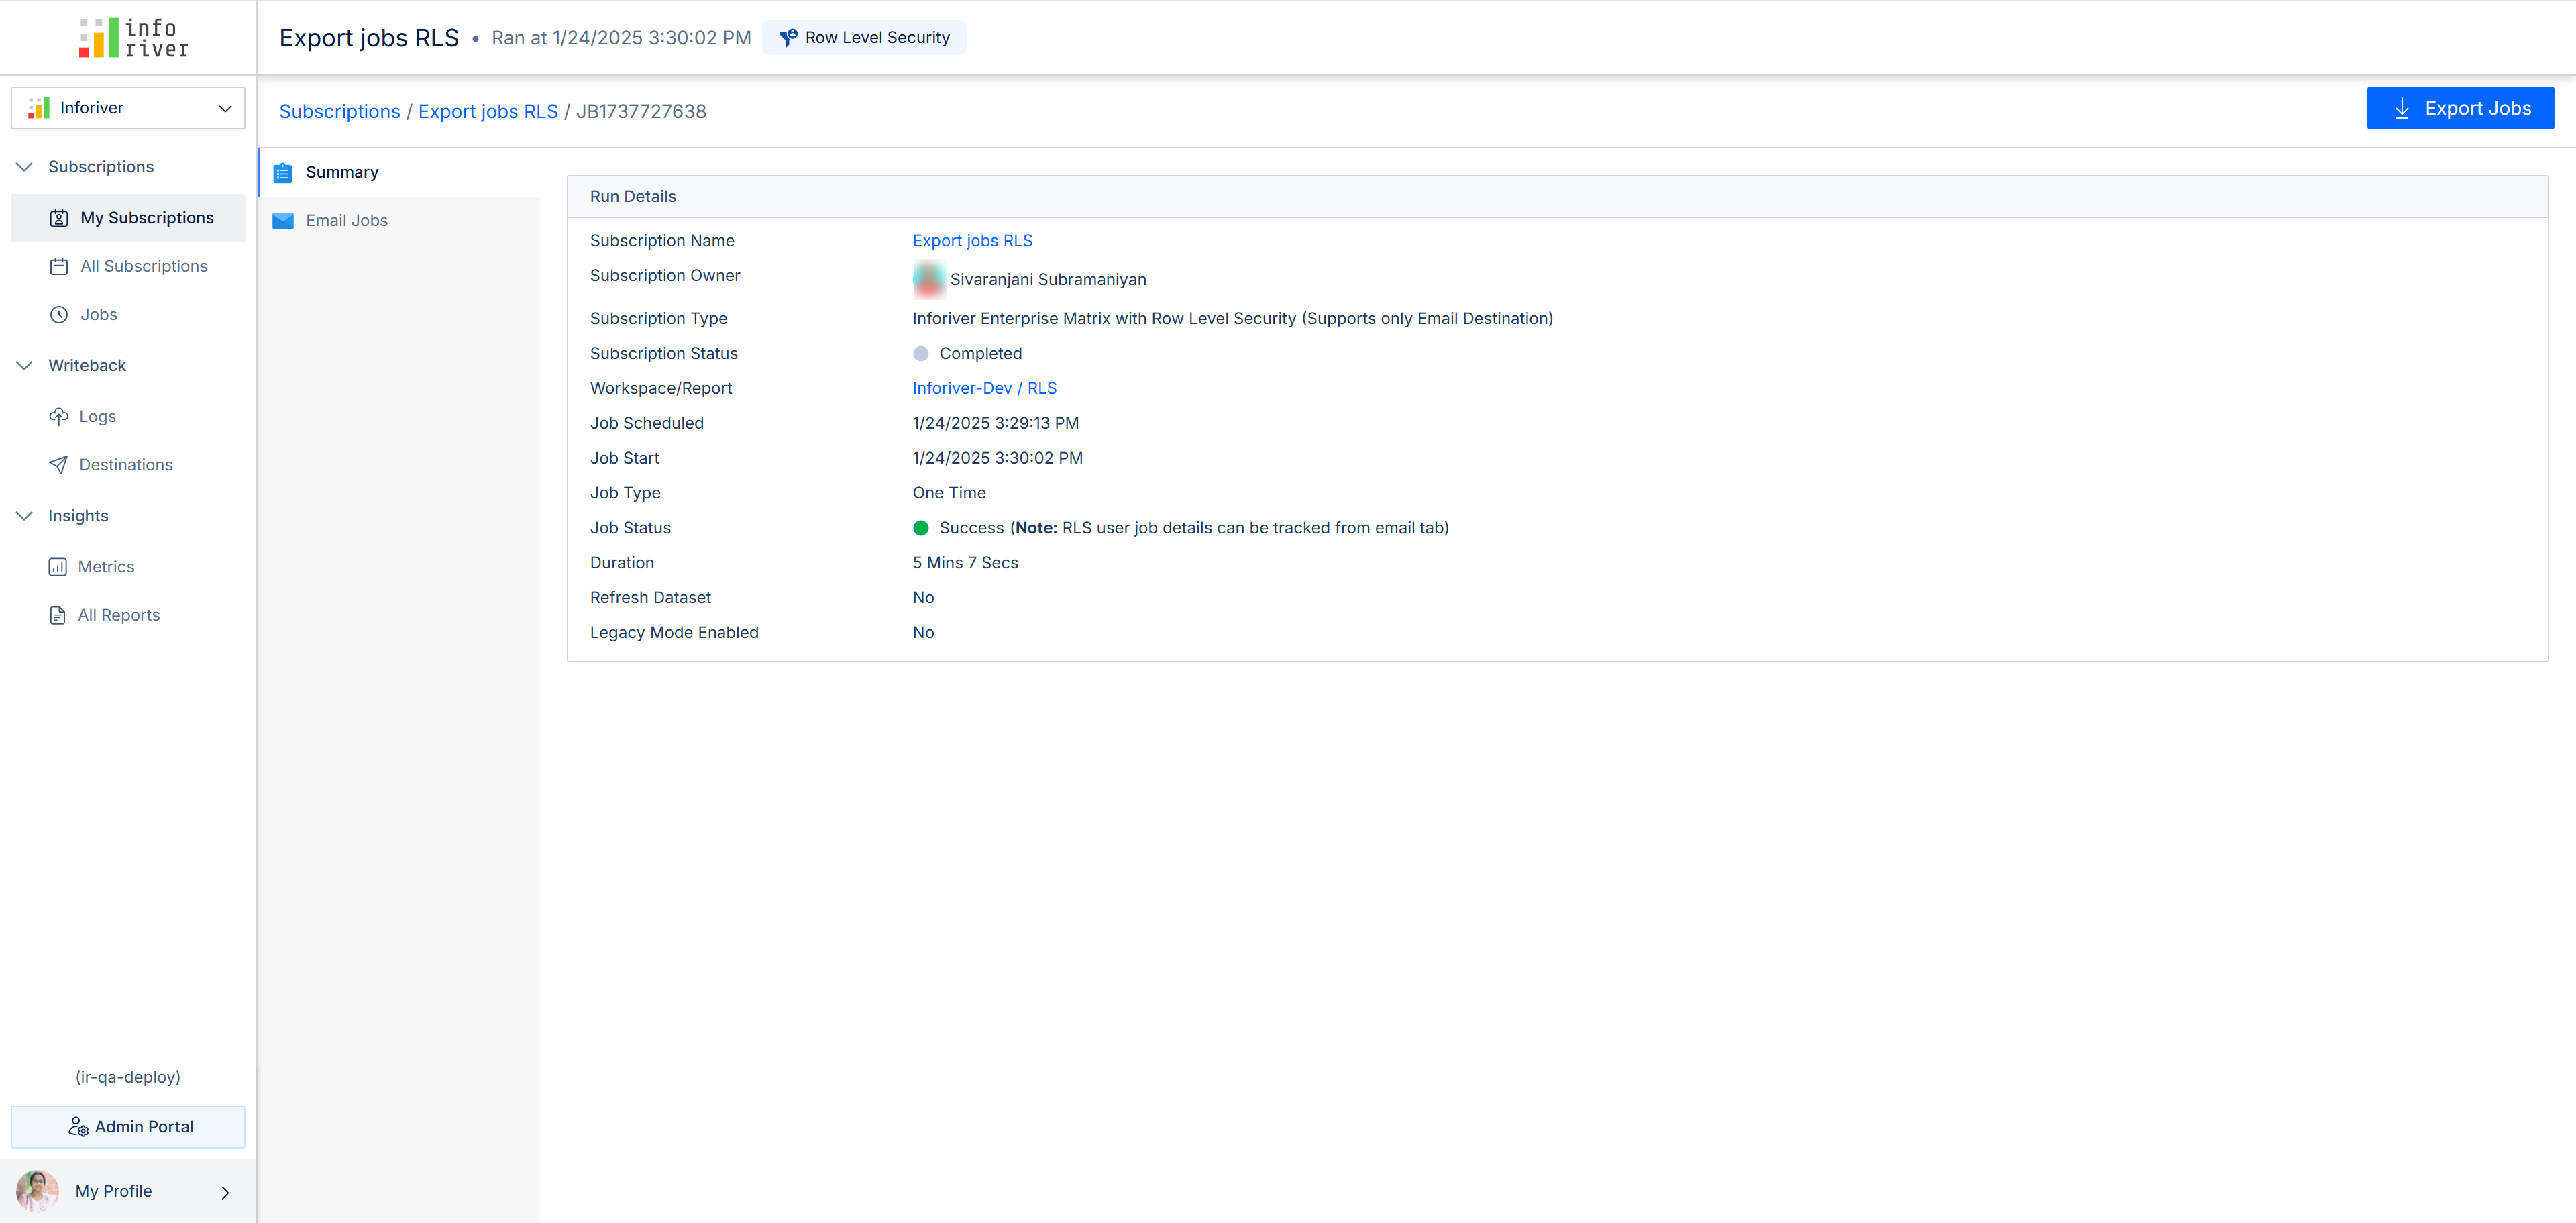 info
river
Export jobs RLS • Ran at 1/24/2025 3:30:02 PM Row Level Security
Inforiver
Subscriptions
My Subscriptions
All Subscriptions
Jobs
Writeback
Logs
Destinations
Insights
Metrics
All Reports
(ir-qa-deploy)
Admin Portal
My Profile
Subscriptions / Export jobs RLS / JB1737727638
Export Jobs
Summary
Email Jobs
Run Details
Subscription Name Export jobs RLS
Subscription Owner Sivaranjani Subramaniyan
Subscription Type Inforiver Enterprise Matrix with Row Level Security (Supports only Email Destination)
Subscription Status Completed
Workspace/Report Inforiver-Dev / RLS
Job Scheduled 1/24/2025 3:29:13 PM
Job Start 1/24/2025 3:30:02 PM
Job Type One Time
Job Status Success (Note: RLS user job details can be tracked from email tab)
Duration 5 Mins 7 Secs
Refresh Dataset No
Legacy Mode Enabled No